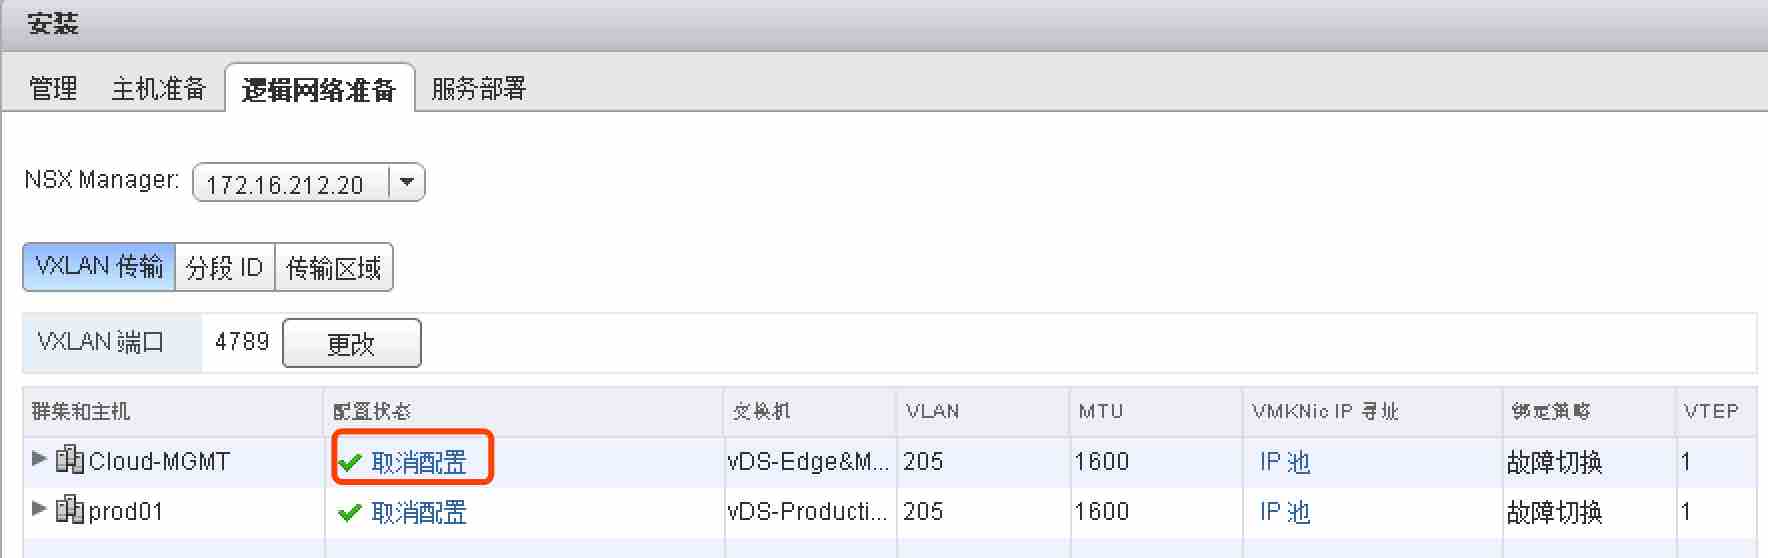 安装
管理 主机准备 逻辑网络准备 服务部署
NSX Manager: 172.16.212.20
VXLAN 传输 分段 ID 传输区域
VXLAN 端口 4789 更改
群集和主机 配置状态 交换机 VLAN MTU VMKNic IP 寻址 绑定策略 VTEP
Cloud-MGMT 取消配置 vDS-Edge&M... 205 1600 IP 池 故障切换 1
prod01 取消配置 vDS-Producti... 205 1600 IP 池 故障切换 1